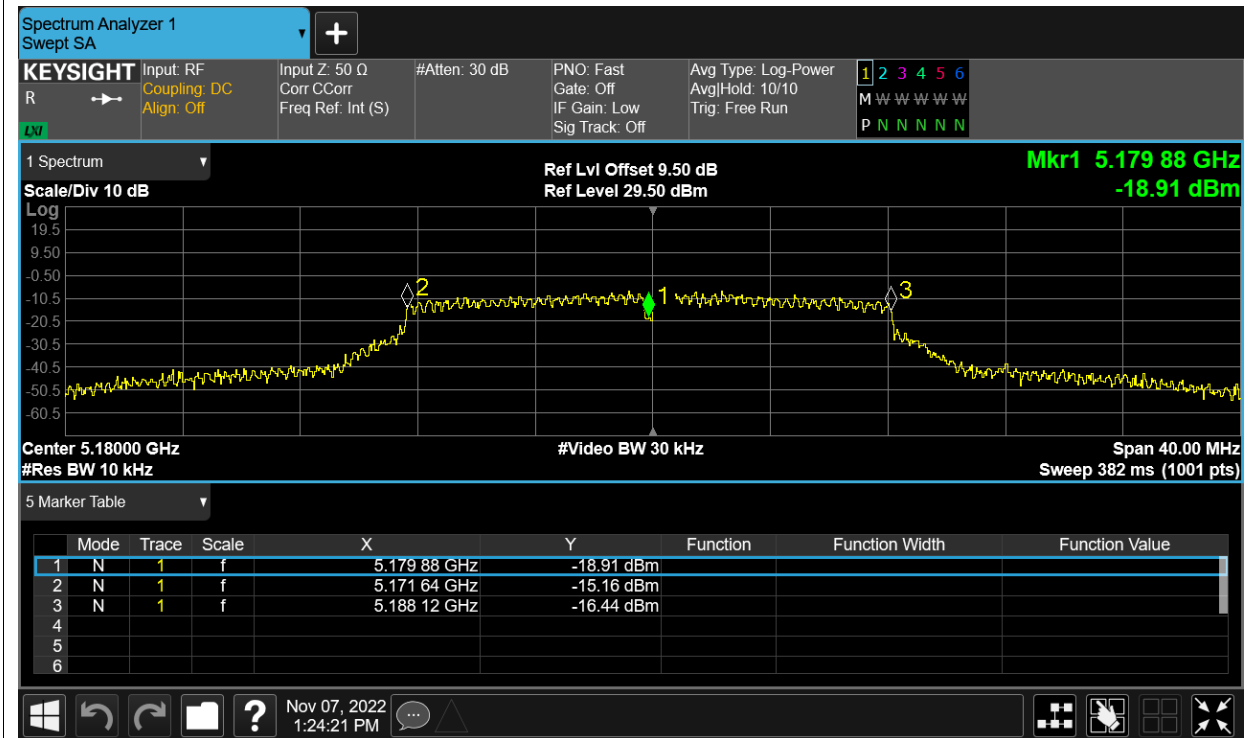 Spectrum Analyzer 1
Swept SA
+
KEYSIGHT
R
LXI
Input: RF
Coupling: DC
Align: Off
Input Z: 50 Ω
Corr CCorr
Freq Ref: Int (S)
#Atten: 30 dB
PNO: Fast
Gate: Off
IF Gain: Low
Sig Track: Off
Avg Type: Log-Power
Avg|Hold: 10/10
Trig: Free Run
1 2 3 4 5 6
M W W W W W
P N N N N N
1 Spectrum
Scale/Div 10 dB
Ref Lvl Offset 9.50 dB
Ref Level 29.50 dBm
Mkr1 5.179 88 GHz
-18.91 dBm
Log
19.5
9.50
-0.50
-10.5
-20.5
-30.5
-40.5
-50.5
-60.5
2
1
3
Center 5.18000 GHz
#Video BW 30 kHz
Span 40.00 MHz
#Res BW 10 kHz
Sweep 382 ms (1001 pts)
5 Marker Table
Mode Trace Scale X Y Function Function Width Function Value
1 N 1 f 5.179 88 GHz -18.91 dBm
2 N 1 f 5.171 64 GHz -15.16 dBm
3 N 1 f 5.188 12 GHz -16.44 dBm
4
5
6
?
Nov 07, 2022
1:24:21 PM